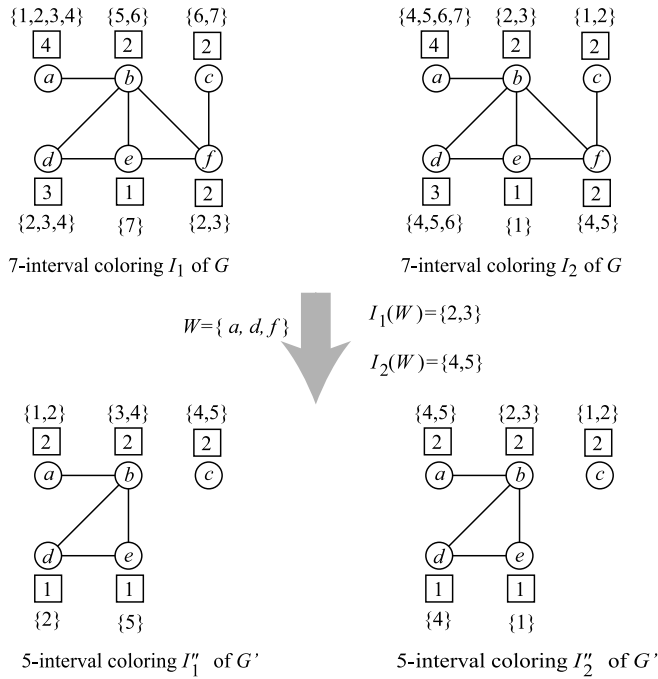 {1,2,3,4} {5,6} {6,7} {4,5,6,7} {2,3} {1,2}
4 2 2 4 2 2
a b c a b c
d e f d e f
3 1 2 3 1 2
{2,3,4} {7} {2,3} {4,5,6} {1} {4,5}
7-interval coloring I₁ of G 7-interval coloring I₂ of G
W={ a, d, f } I₁(W)={2,3}
I₂(W)={4,5}
{1,2} {3,4} {4,5} {4,5} {2,3} {1,2}
2 2 2 2 2 2
a b c a b c
d e d e
1 1 1 1
{2} {5} {4} {1}
5-interval coloring I″₁ of G’ 5-interval coloring I″₂ of G’